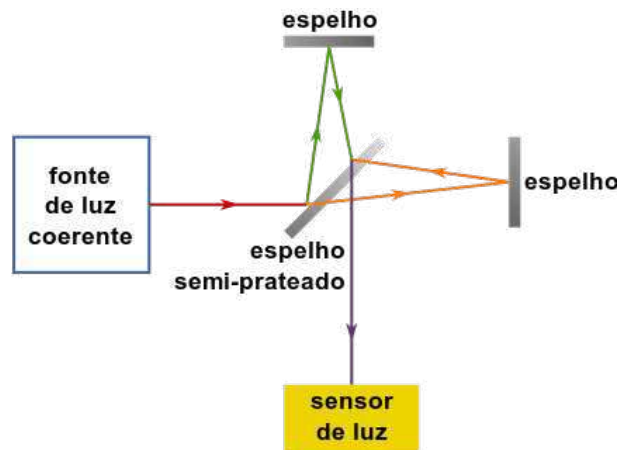 espelho
fonte
de luz
coerente
espelho
espelho
semi-prateado
sensor
de luz